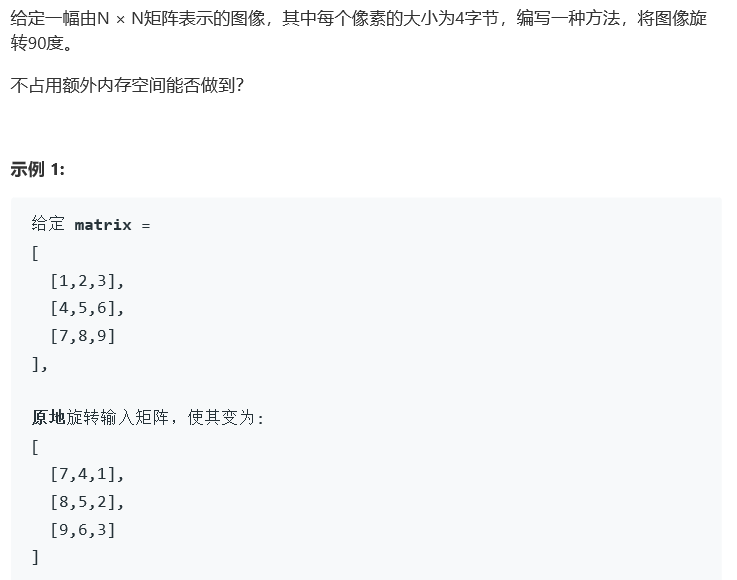 给定一幅由N × N矩阵表示的图像，其中每个像素的大小为4字节，编写一种方法，将图像旋
转90度。
不占用额外内存空间能否做到？
示例 1:
给定 matrix =
[
  [1,2,3],
  [4,5,6],
  [7,8,9]
],
原地旋转输入矩阵，使其变为:
[
  [7,4,1],
  [8,5,2],
  [9,6,3]
]